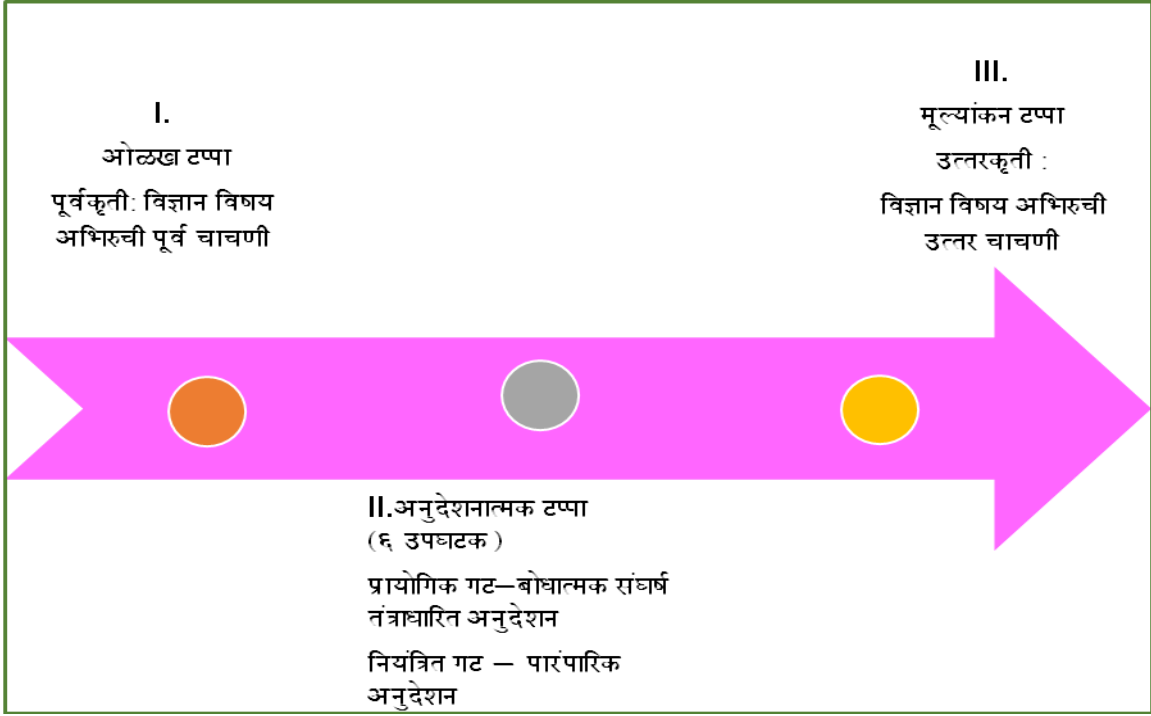 I.
ओळख टप्पा
पूर्वकृती: विज्ञान विषय
अभिरुची पूर्व चाचणी
II.अनुदेशनात्मक टप्पा
(६ उपघटक )
प्रायोगिक गट–बोधात्मक संघर्ष
तंत्राधारित अनुदेशन
नियंत्रित गट – पारंपारिक
अनुदेशन
III.
मूल्यांकन टप्पा
उत्तरकृती :
विज्ञान विषय अभिरुची
उत्तर चाचणी